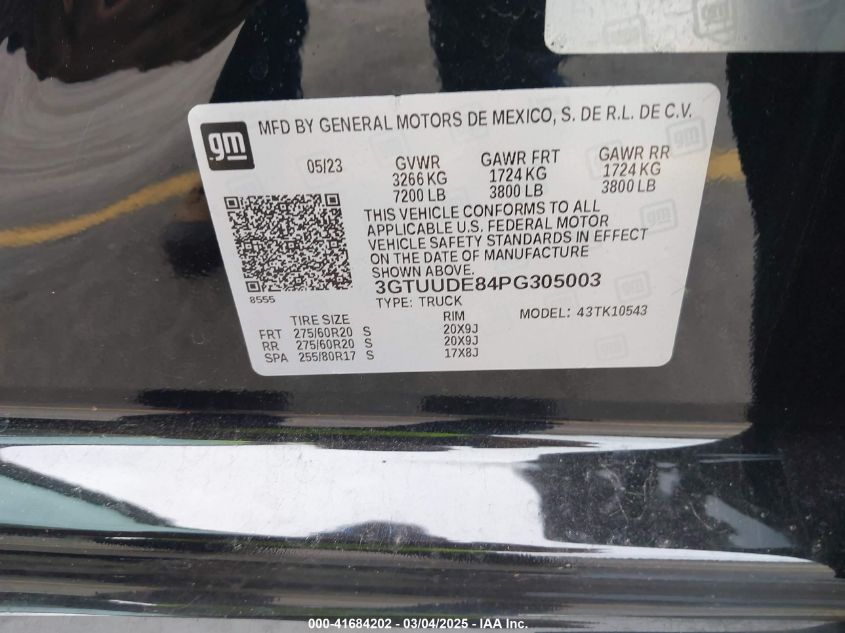 gm
MFD BY GENERAL MOTORS DE MEXICO, S. DE R.L. DE C.V.
05/23 GVWR GAWR FRT GAWR RR
3266 KG 1724 KG 1724 KG
7200 LB 3800 LB 3800 LB
THIS VEHICLE CONFORMS TO ALL
APPLICABLE U.S. FEDERAL MOTOR
VEHICLE SAFETY STANDARDS IN EFFECT
ON THE DATE OF MANUFACTURE
SHOWN ABOVE.
8555
3GTUUDE84PG305003
TYPE: TRUCK MODEL: 43TK10543
TIRE SIZE RIM
FRT 275/60R20 S 20X9J
RR 275/60R20 S 20X9J
SPA 255/80R17 S 17X8J
000-41684202 - 03/04/2025 - IAA Inc.